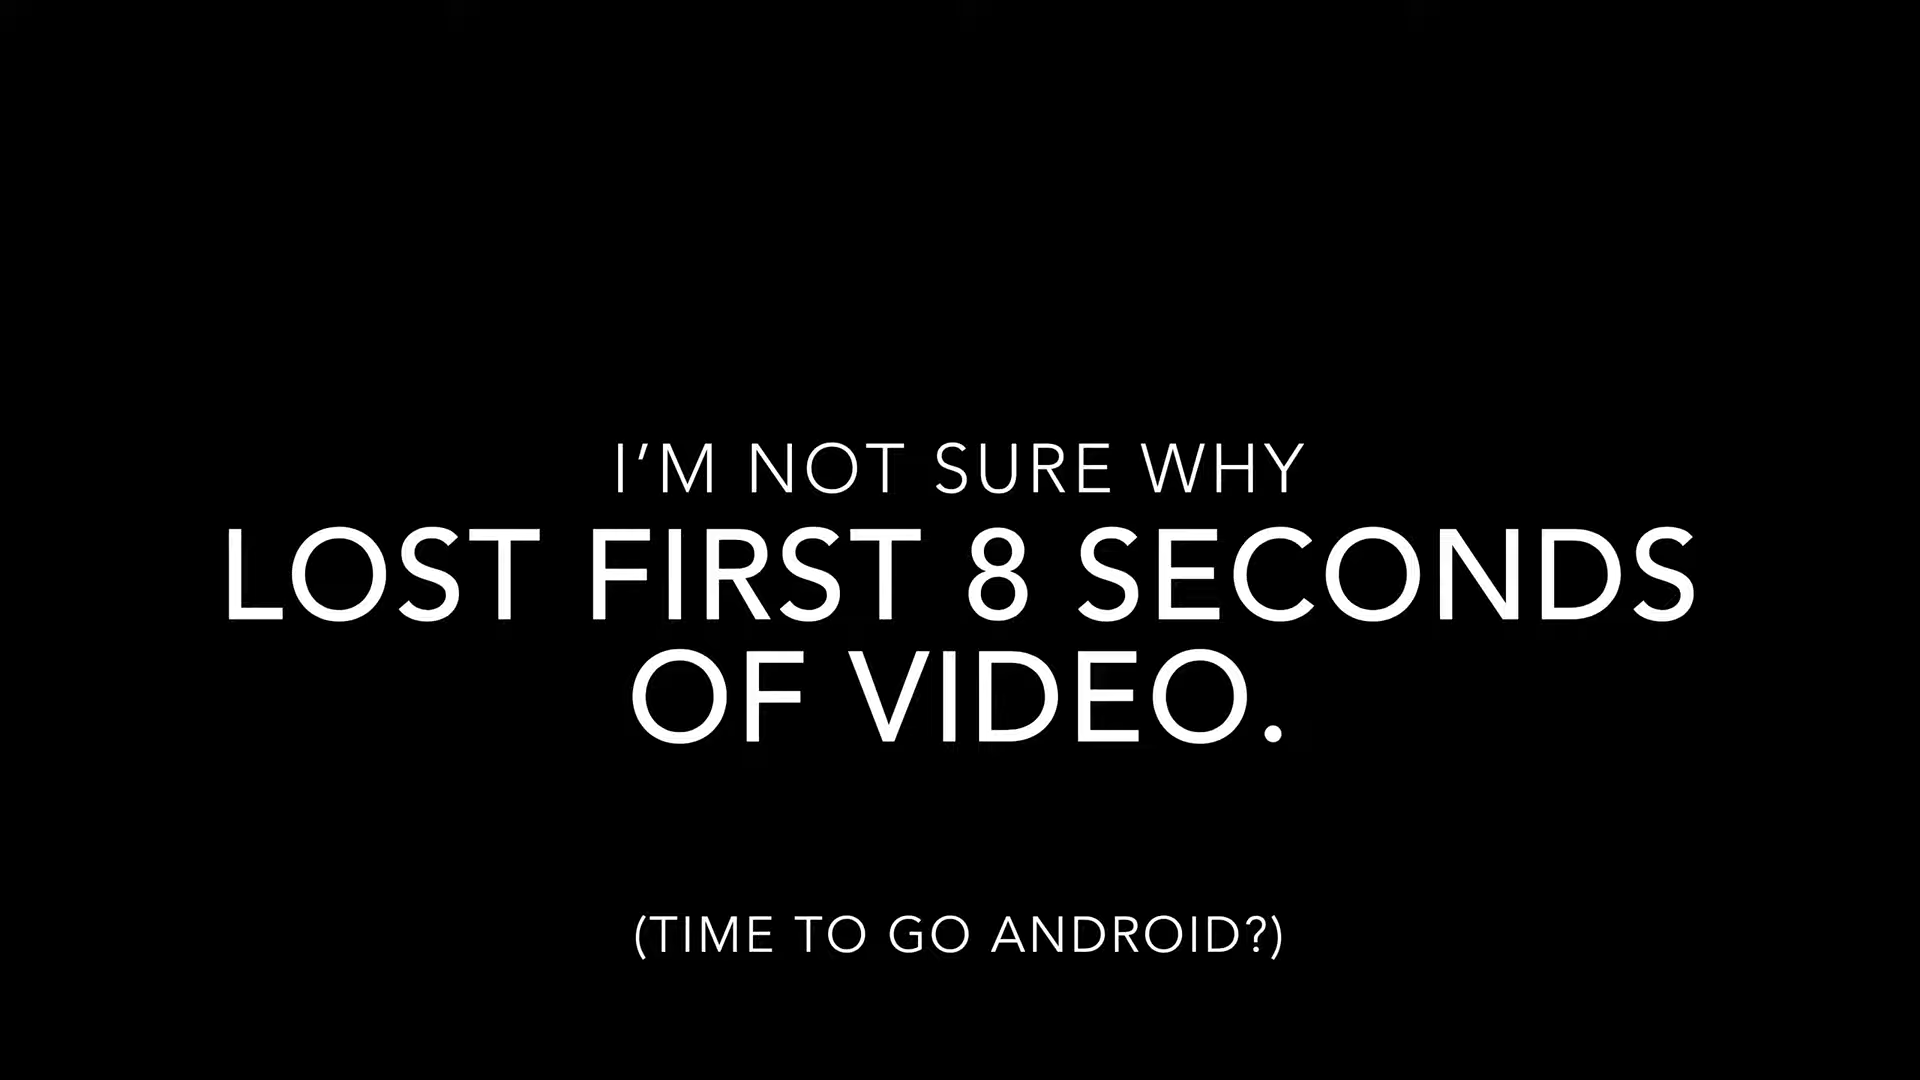 I’M NOT SURE WHY
LOST FIRST 8 SECONDS
OF VIDEO.
(TIME TO GO ANDROID?)